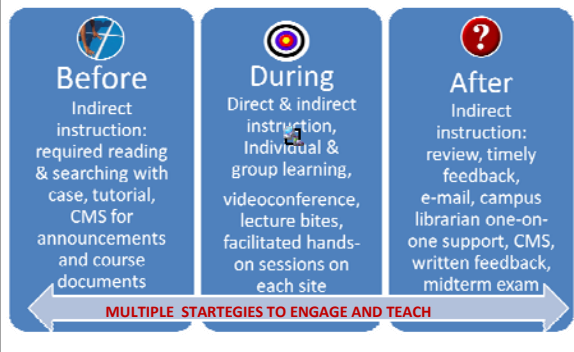 Before
Indirect
instruction:
required reading
& searching with
case, tutorial,
CMS for
announcements
and course
documents
During
Direct & indirect
instruction,
Individual &
group learning,
videoconference,
lecture bites,
facilitated hands-
on sessions on
each site
?
After
Indirect
instruction:
review, timely
feedback,
e-mail, campus
librarian one-on-
one support, CMS,
written feedback,
midterm exam
MULTIPLE STARTEGIES TO ENGAGE AND TEACH